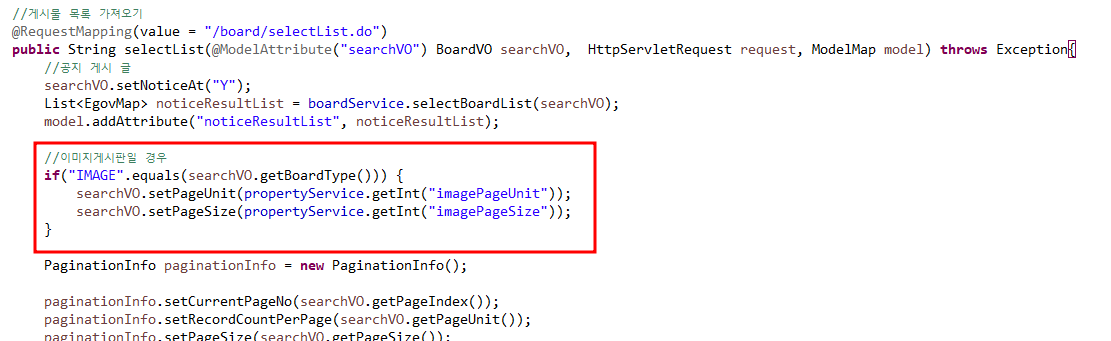 //게시물 목록 가져오기
@RequestMapping(value = "/board/selectList.do")
public String selectList(@ModelAttribute("searchVO") BoardVO searchVO,  HttpServletRequest request, ModelMap model) throws Exception{
//공지 게시 글
searchVO.setNoticeAt("Y");
List<EgovMap> noticeResultList = boardService.selectBoardList(searchVO);
model.addAttribute("noticeResultList", noticeResultList);
//이미지게시판일 경우
if("IMAGE".equals(searchVO.getBoardType())) {
searchVO.setPageUnit(propertyService.getInt("imagePageUnit"));
searchVO.setPageSize(propertyService.getInt("imagePageSize"));
}
PaginationInfo paginationInfo = new PaginationInfo();
paginationInfo.setCurrentPageNo(searchVO.getPageIndex());
paginationInfo.setRecordCountPerPage(searchVO.getPageUnit());
paginationInfo.setPageSize(searchVO.getPageSize());